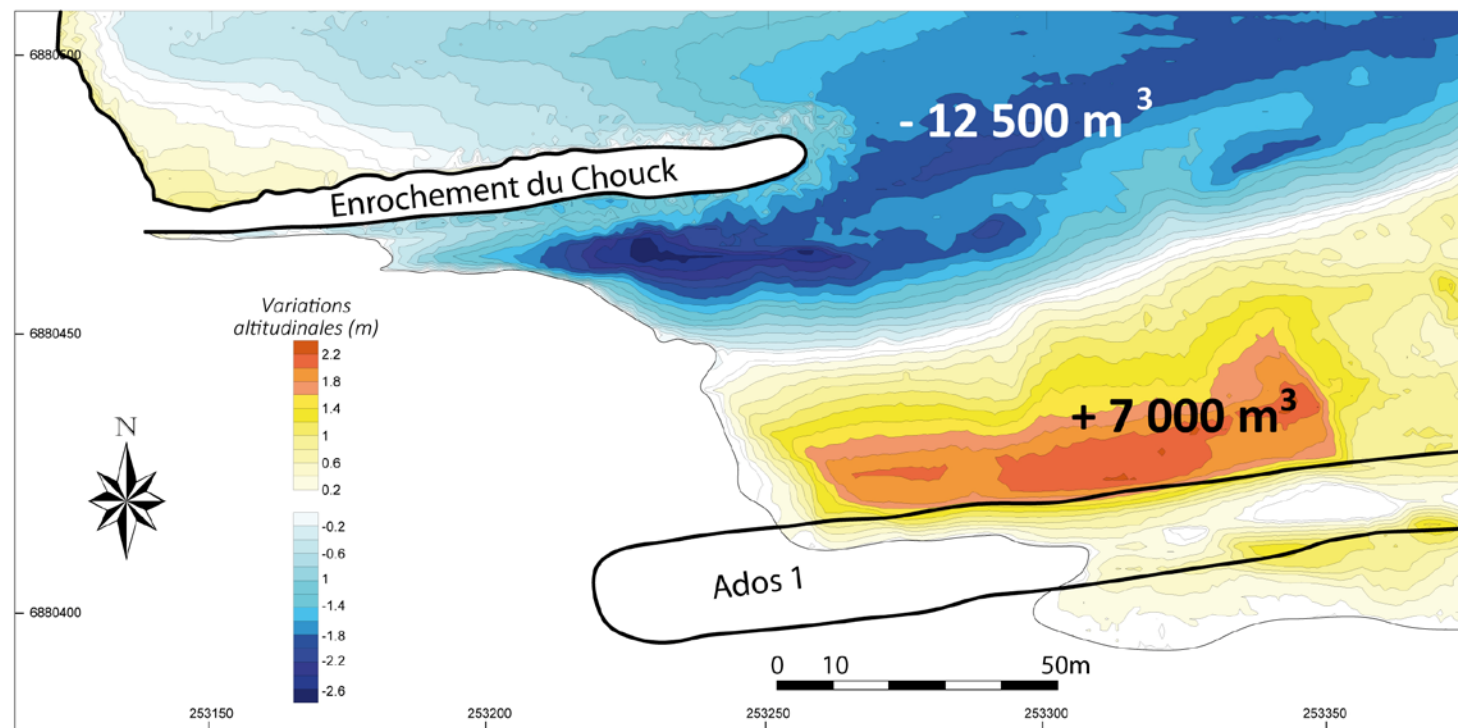 6880500
- 12 500 m 3
Enrochement du Chouck
Variations
altitudinales (m)
6880450
2.2
1.8
1.4
1
0.6
0.2
-0.2
-0.6
1
-1.4
-1.8
-2.2
-2.6
+ 7 000 m3
N
Ados 1
6880400
0 10 50m
253150 253200 253250 253300 253350